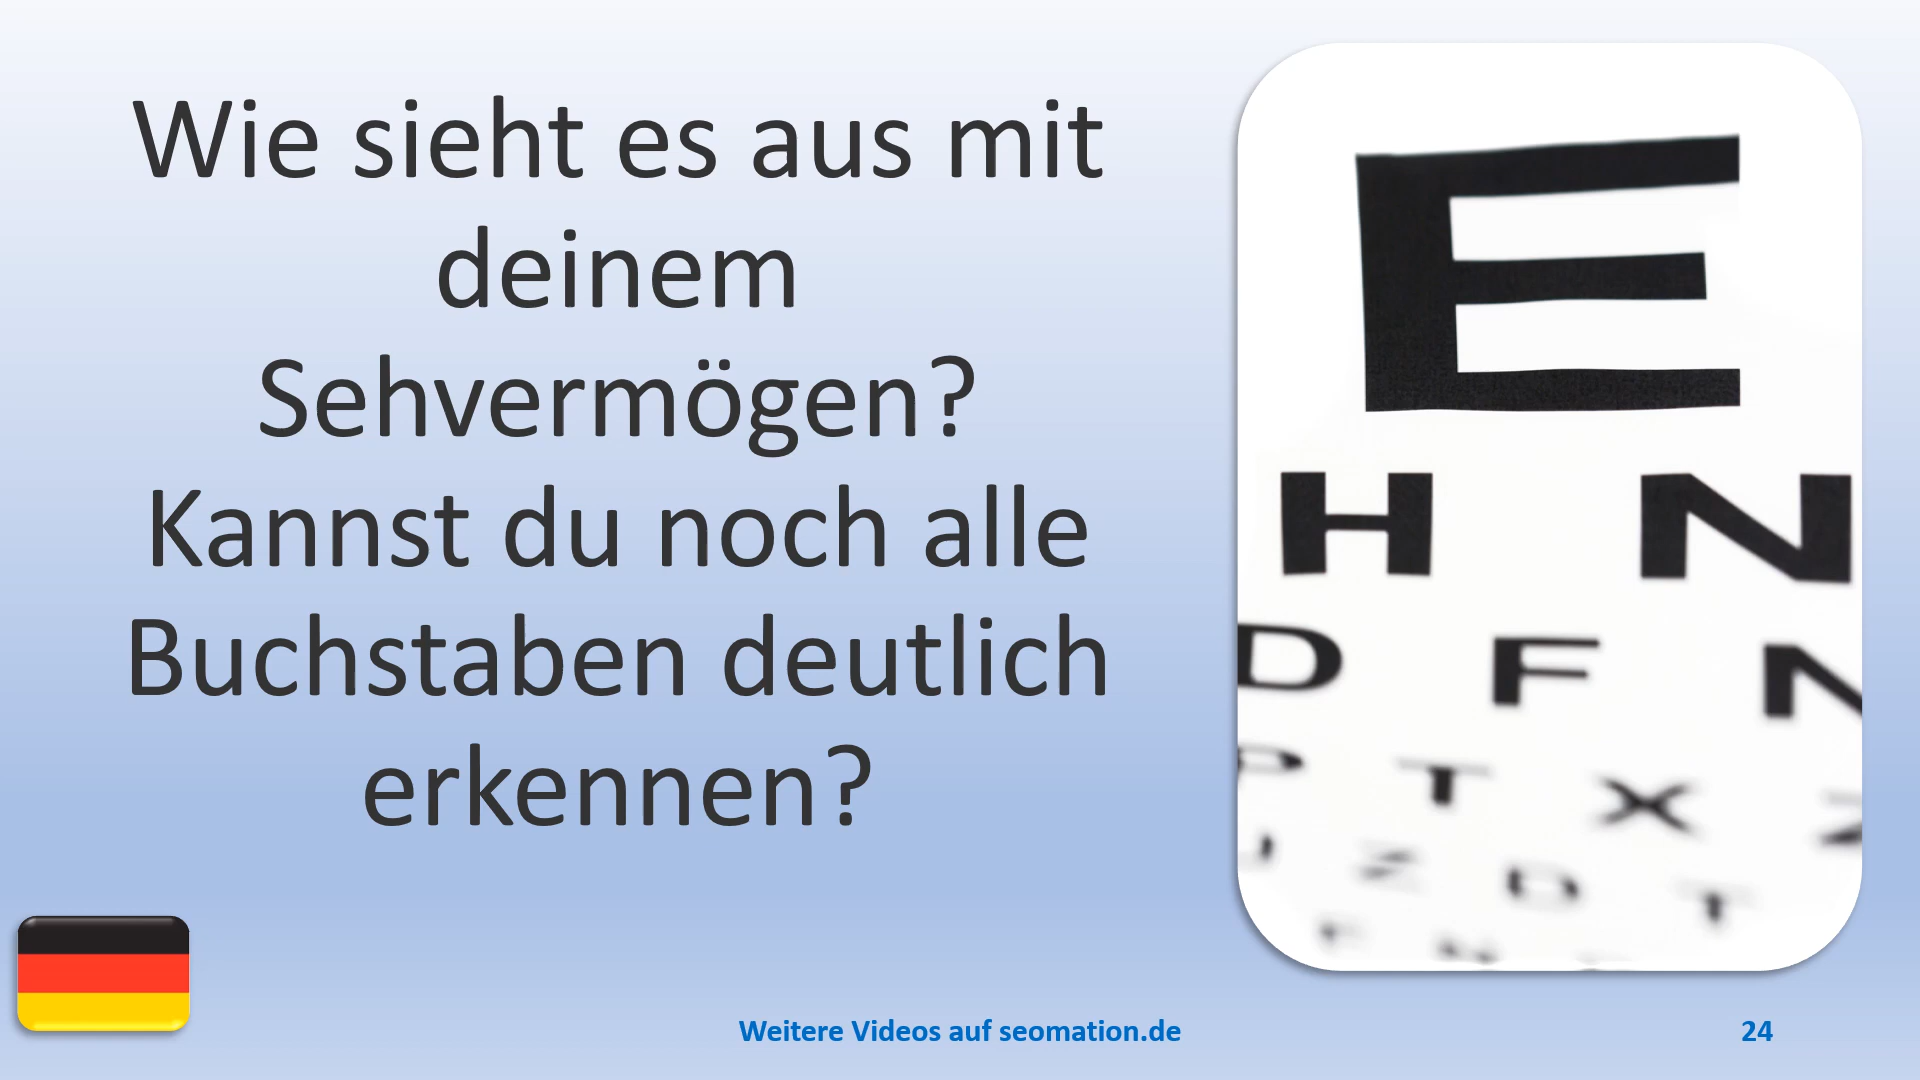 Wie sieht es aus mit
deinem
Sehvermögen?
Kannst du noch alle
Buchstaben deutlich
erkennen?
E
H N
D F N
P T X Z
Z D T
Weitere Videos auf seomation.de
24